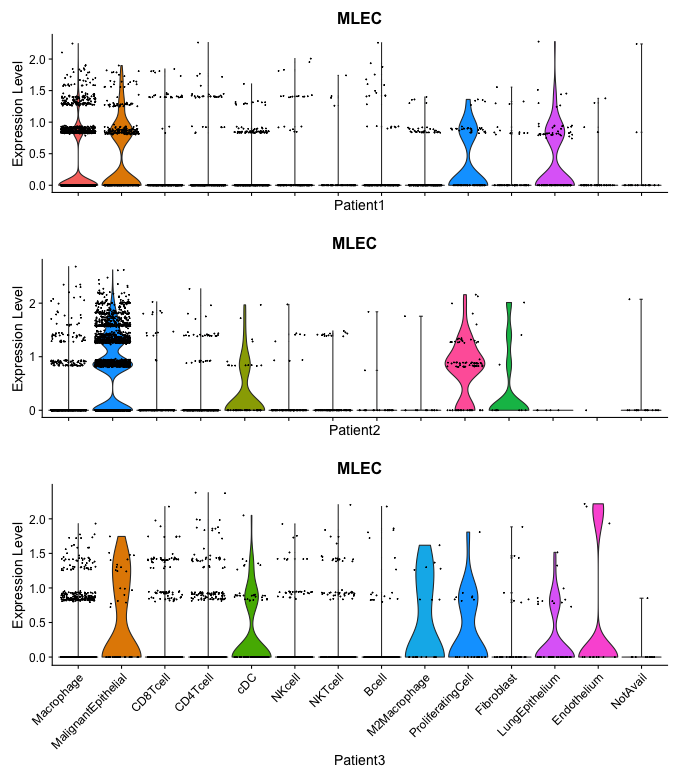 MLEC
Expression Level
2.0
1.5
1.0
0.5
0.0
Patient1
MLEC
Expression Level
2
1
0
Patient2
MLEC
Expression Level
2.0
1.5
1.0
0.5
0.0
Macrophage
MalignantEpithelial
CD8Tcell
CD4Tcell
cDC
NKcell
NKTcell
Bcell
M2Macrophage
ProliferatingCell
Fibroblast
LungEpithelium
Endothelium
NotAvail
Patient3